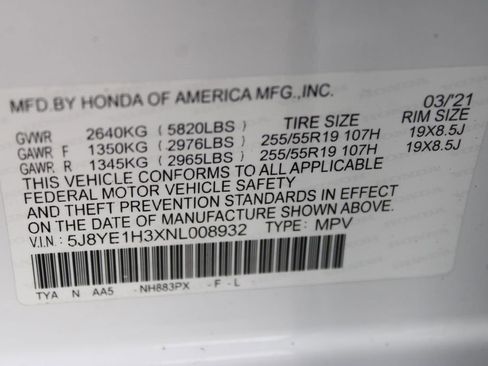 MFD.BY HONDA OF AMERICA MFG.,INC. 03/'21
GVWR 2640KG (5820LBS) TIRE SIZE RIM SIZE
GAWR F 1350KG (2976LBS) 255/55R19 107H 19X8.5J
GAWR R 1345KG (2965LBS) 255/55R19 107H 19X8.5J
THIS VEHICLE CONFORMS TO ALL APPLICABLE
FEDERAL MOTOR VEHICLE SAFETY
AND THEFT PREVENTION STANDARDS IN EFFECT
ON THE DATE OF MANUFACTURE SHOWN ABOVE.
V.I.N: 5J8YE1H3XNL008932 TYPE: MPV
TYA N AA5 -NH883PX -F -L